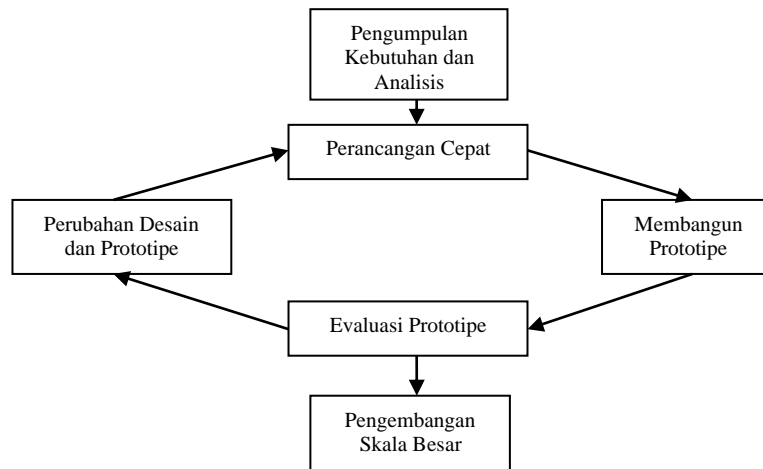 Pengumpulan
Kebutuhan dan
Analisis
Perancangan Cepat
Perubahan Desain
dan Prototipe
Membangun
Prototipe
Evaluasi Prototipe
Pengembangan
Skala Besar